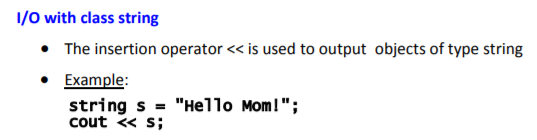 I/O with class string
• The insertion operator << is used to output objects of type string
• Example:
string s = "Hello Mom!";
cout << s;